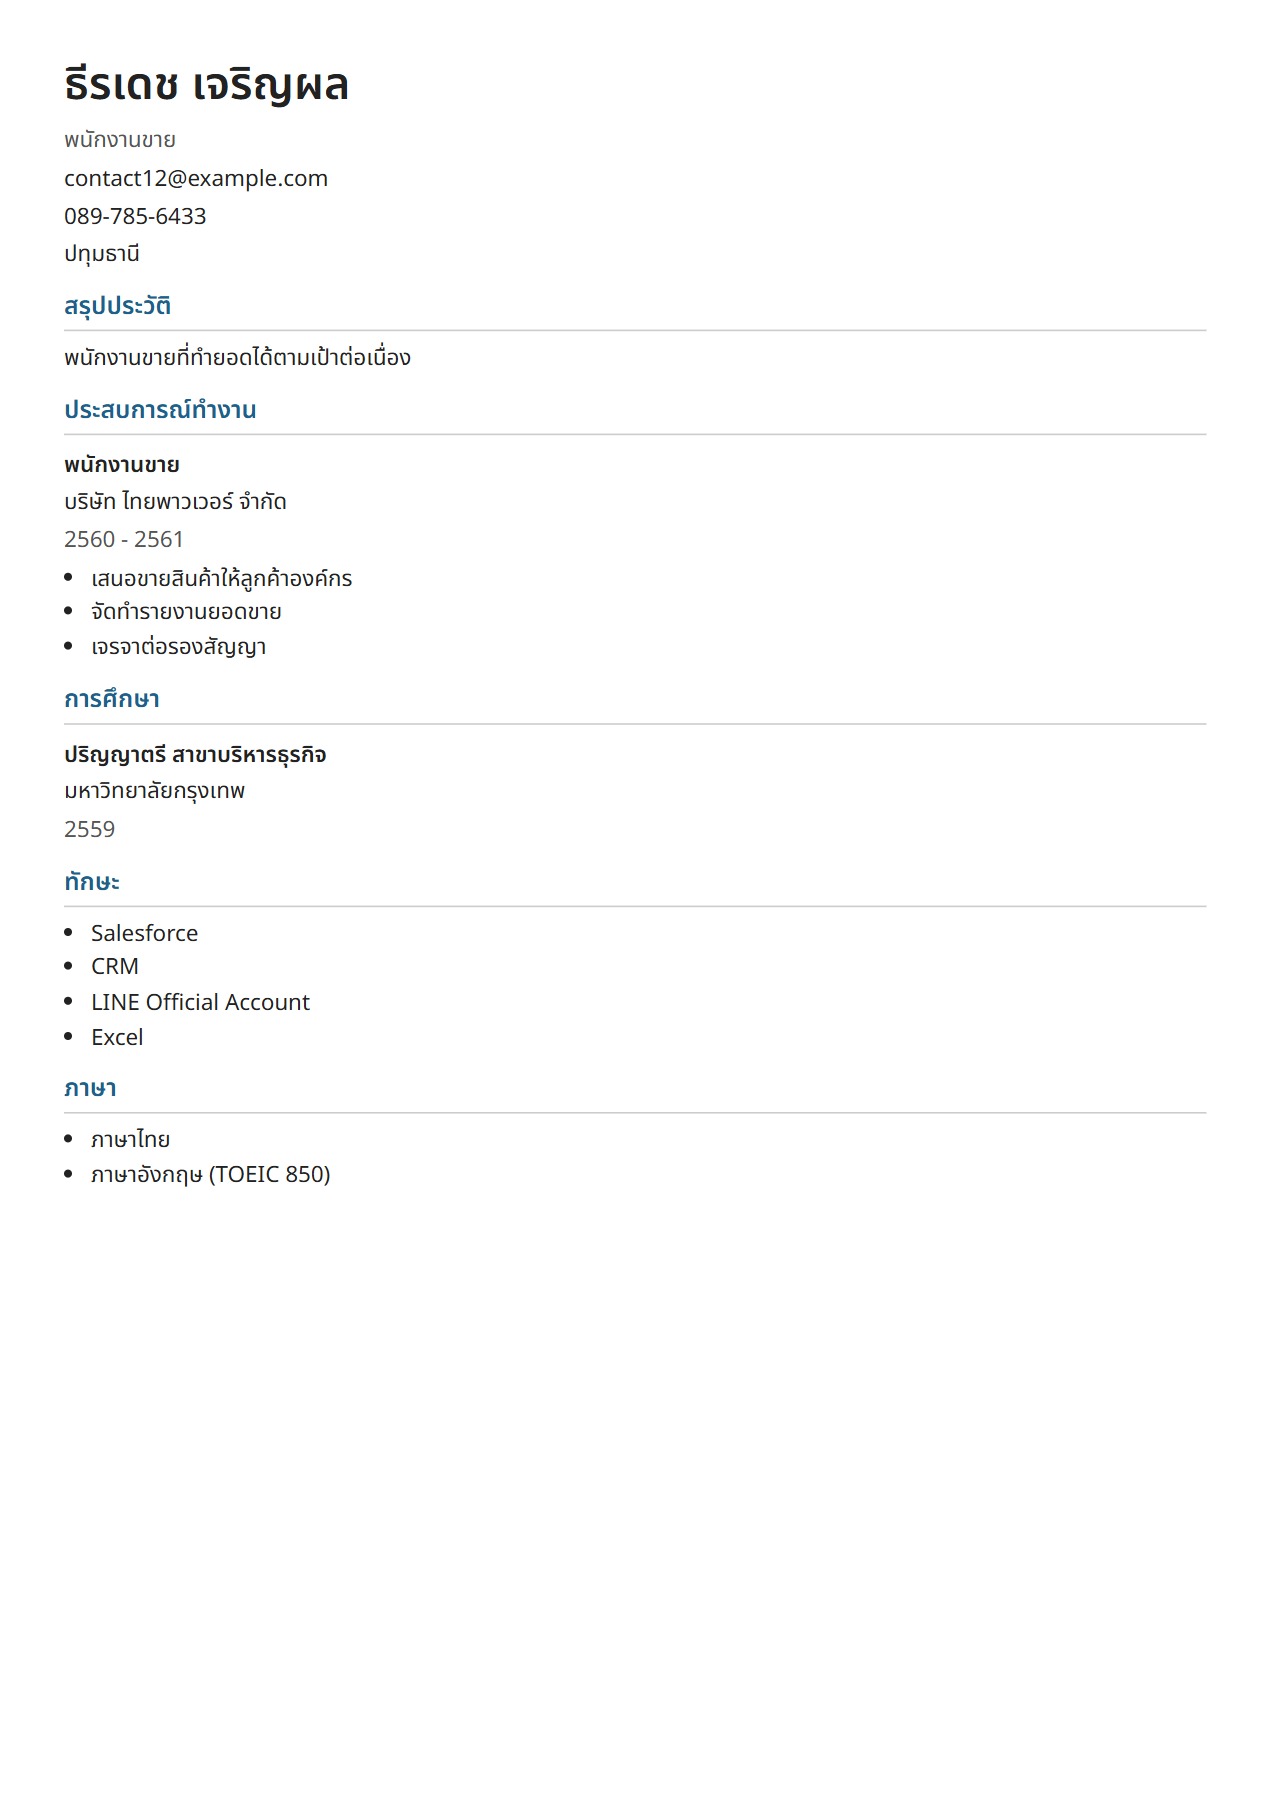 ธีรเดช เจริญผล
พนักงานขาย
contact12@example.com
089-785-6433
ปทุมธานี
สรุปประวัติ
พนักงานขายที่ทำยอดได้ตามเป้าต่อเนื่อง
ประสบการณ์ทำงาน
พนักงานขาย
บริษัท ไทยพาวเวอร์ จำกัด
2560 - 2561
• เสนอขายสินค้าให้ลูกค้าองค์กร
• จัดทำรายงานยอดขาย
• เจรจาต่อรองสัญญา
การศึกษา
ปริญญาตรี สาขาบริหารธุรกิจ
มหาวิทยาลัยกรุงเทพ
2559
ทักษะ
• Salesforce
• CRM
• LINE Official Account
• Excel
ภาษา
• ภาษาไทย
• ภาษาอังกฤษ (TOEIC 850)